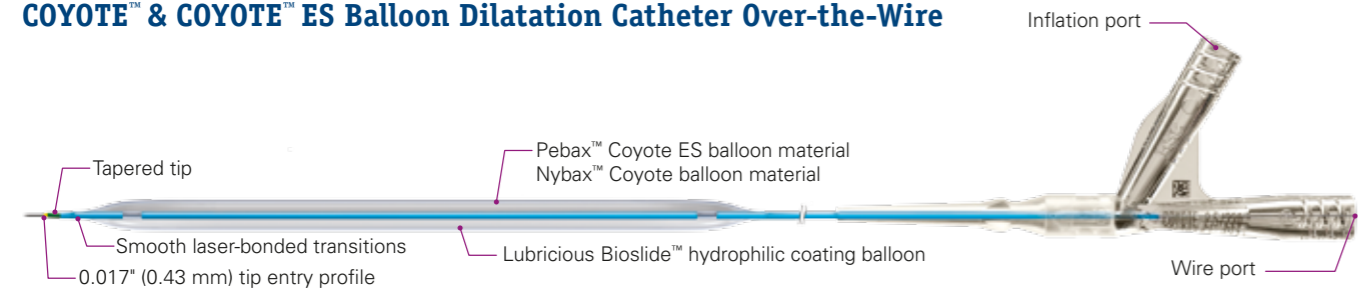 COYOTE™ & COYOTE™ ES Balloon Dilatation Catheter Over-the-Wire
Inflation port
Tapered tip
Pebax™ Coyote ES balloon material
Nybax™ Coyote balloon material
Smooth laser-bonded transitions
Lubricious Bioslide™ hydrophilic coating balloon
0.017" (0.43 mm) tip entry profile
Wire port